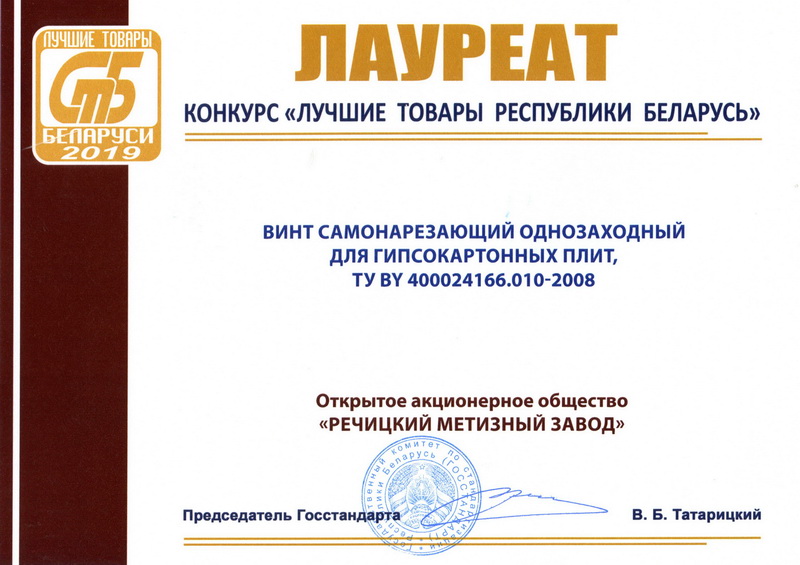 ЛУЧШИЕ ТОВАРЫ
СтБ
БЕЛАРУСИ
2019
ЛАУРЕАТ
КОНКУРС «ЛУЧШИЕ ТОВАРЫ РЕСПУБЛИКИ БЕЛАРУСЬ»
ВИНТ САМОНАРЕЗАЮЩИЙ ОДНОЗАХОДНЫЙ
ДЛЯ ГИПСОКАРТОННЫХ ПЛИТ,
ТУ BY 400024166.010-2008
Открытое акционерное общество
«РЕЧИЦКИЙ МЕТИЗНЫЙ ЗАВОД»
Государственный комитет по стандартизации
Республики Беларусь (ГОССТАНДАРТ)
Председатель Госстандарта
В. Б. Татарицкий